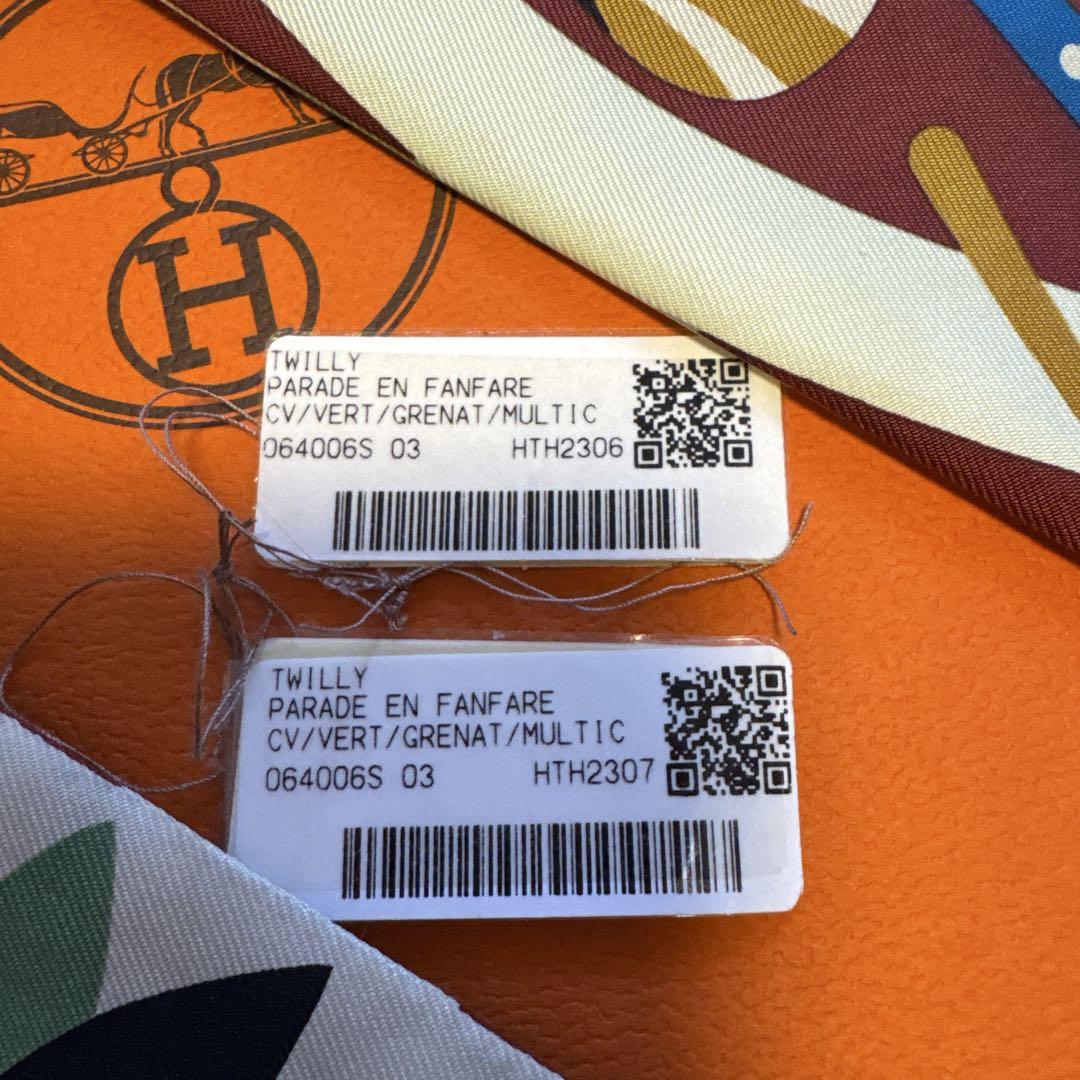 H
TWILLY
PARADE EN FANFARE
CV/VERT/GRENAT/MULTIC
064006S 03 HTH2306
TWILLY
PARADE EN FANFARE
CV/VERT/GRENAT/MULTIC
064006S 03 HTH2307